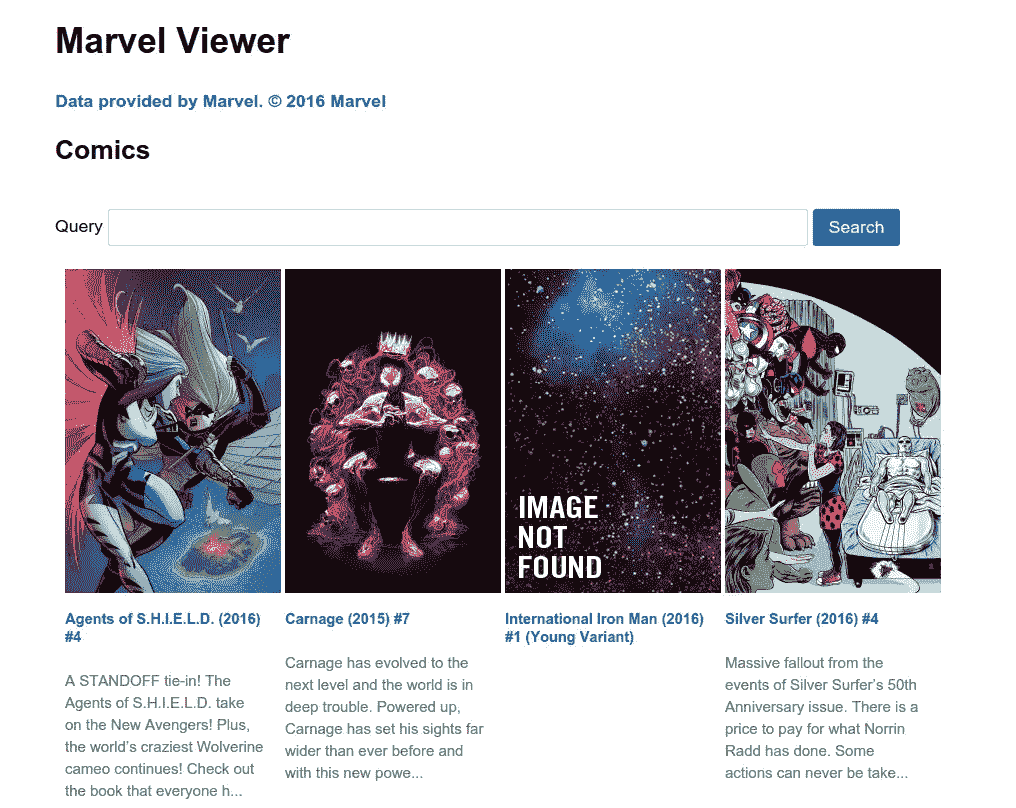 Marvel Viewer
Data provided by Marvel. © 2016 Marvel
Comics
Query
Search
IMAGE
NOT
FOUND
Agents of S.H.I.E.L.D. (2016)
#4
A STANDOFF tie-in! The
Agents of S.H.I.E.L.D. take
on the New Avengers! Plus,
the world’s craziest Wolverine
cameo continues! Check out
the book that everyone h...
Carnage (2015) #7
Carnage has evolved to the
next level and the world is in
deep trouble. Powered up,
Carnage has set his sights far
wider than ever before and
with this new powe...
International Iron Man (2016)
#1 (Young Variant)
Silver Surfer (2016) #4
Massive fallout from the
events of Silver Surfer’s 50th
Anniversary issue. There is a
price to pay for what Norrin
Radd has done. Some
actions can never be take...